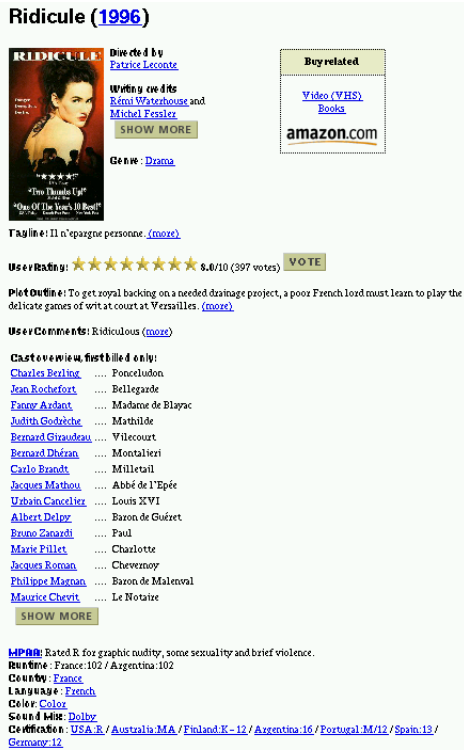 Ridicule (1996)
RIDICULE
"★★★★!"
"Two Thumbs Up!"
"One Of The Year's 10 Best!"
Directed by
Patrice Leconte
Writing credits
Rémi Waterhouse and
Michel Fessler
SHOW MORE
Genre: Drama
Buy related
Video (VHS)
Books
amazon.com
Tagline: Il n'epargne personne. (more)
User Rating: 8.0/10 (397 votes) VOTE
Plot Outline: To get royal backing on a needed drainage project, a poor French lord must learn to play the
delicate games of wit at court at Versailles. (more)
User Comments: Ridiculous (more)
Cast overview, first billed only:
Charles Berling .... Ponceludon
Jean Rochefort .... Bellegarde
Fanny Ardant .... Madame de Blayac
Judith Godrèche .... Mathilde
Bernard Giraudeau .... Vilecourt
Bernard Dhéran .... Montalieri
Carlo Brandt .... Milletail
Jacques Mathou .... Abbé de l'Epée
Urbain Cancelier .... Louis XVI
Albert Delpy .... Baron de Guéret
Bruno Zanardi .... Paul
Marie Pillet .... Charlotte
Jacques Roman .... Chevernoy
Philippe Magnan .... Baron de Malenval
Maurice Chevit .... Le Notaire
SHOW MORE
MPAA: Rated R for graphic nudity, some sexuality and brief violence.
Runtime: France:102 / Argentina:102
Country: France
Language: French
Color: Color
Sound Mix: Dolby
Certification: USA:R / Australia:MA / Finland:K-12 / Argentina:16 / Portugal:M/12 / Spain:13 /
Germany:12